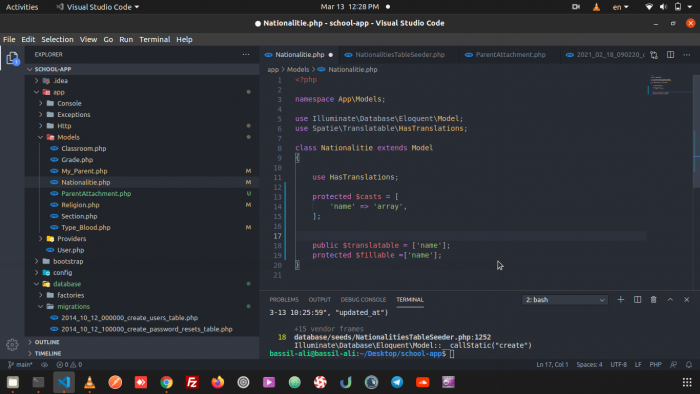 Activities
Visual Studio Code
Mar 13 12:28 PM
en
● Nationalitie.php - school-app - Visual Studio Code
File Edit Selection View Go Run Terminal Help
EXPLORER
SCHOOL-APP
.idea
app
Console
Exceptions
Http
Models
Classroom.php
Grade.php
My_Parent.php M
Nationalitie.php M
ParentAttachment.php U
Religion.php M
Section.php
Type_Blood.php M
Providers
User.php
bootstrap
config
database
factories
migrations
2014_10_12_000000_create_users_table.php
2014_10_12_100000_create_password_resets_table.php
OUTLINE
TIMELINE
Nationalitie.php ●
NationalitiesTableSeeder.php
ParentAttachment.php
2021_02_18_090220_
app > Models > Nationalitie.php
1 <?php
2
3 namespace App\Models;
4
5 use Illuminate\Database\Eloquent\Model;
6 use Spatie\Translatable\HasTranslations;
7
8 class Nationalitie extends Model
9 {
10
11 use HasTranslations;
12
13 protected $casts = [
14 'name' => 'array',
15 ];
16
17
18 public $translatable = ['name'];
19 protected $fillable =['name'];
20 }
21
PROBLEMS OUTPUT DEBUG CONSOLE TERMINAL
2: bash
3-13 10:25:59", "updated_at")
+15 vendor frames
18 database/seeds/NationalitiesTableSeeder.php:1252
Illuminate\Database\Eloquent\Model::__callStatic("create")
bassil-ali@bassil-ali:~/Desktop/school-app$
main*
0 0
Ln 17, Col 1
Spaces: 4
UTF-8
LF
PHP